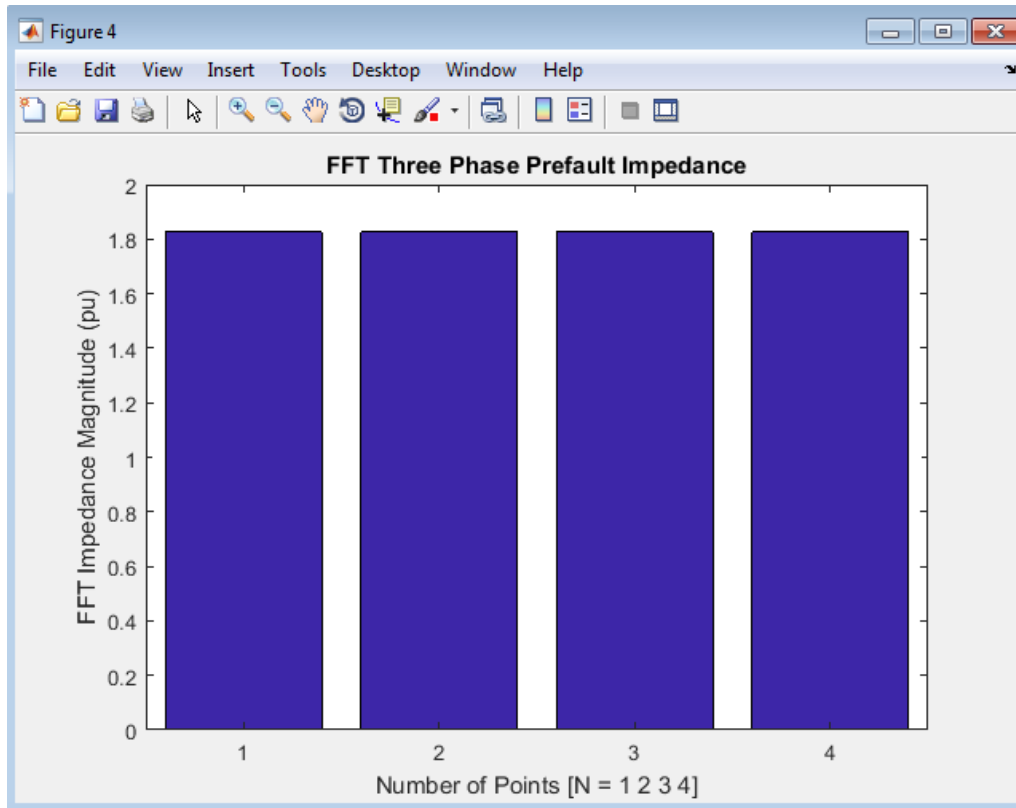 Figure 4
File Edit View Insert Tools Desktop Window Help
FFT Three Phase Prefault Impedance
FFT Impedance Magnitude (pu)
2
1.8
1.6
1.4
1.2
1
0.8
0.6
0.4
0.2
0
1 2 3 4
Number of Points [N = 1 2 3 4]